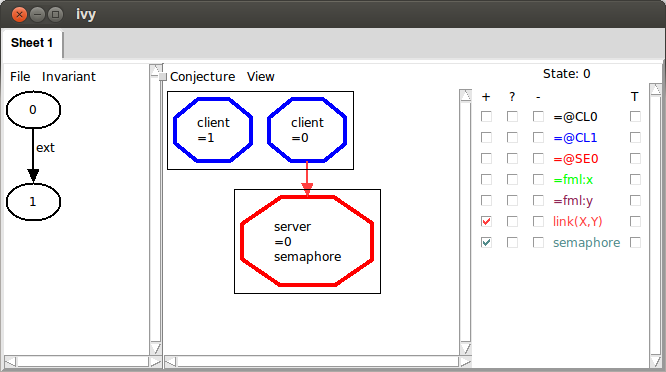 ivy
Sheet 1
File Invariant
0
ext
1
Conjecture View
client
=1
client
=0
server
=0
semaphore
State: 0
+ ? - T
=@CL0
=@CL1
=@SE0
=fml:x
=fml:y
link(X,Y)
semaphore